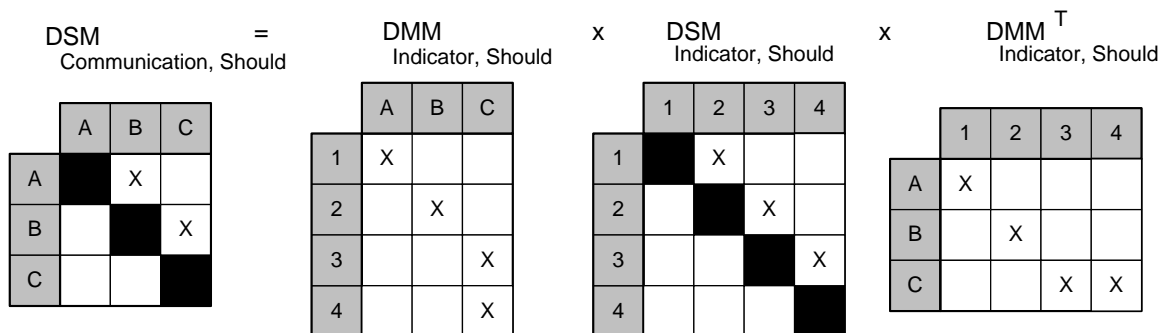 DSM Communication, Should = DMM Indicator, Should x DSM Indicator, Should x DMM T Indicator, Should
A B C
A X
B X
C
A B C
1 X
2 X
3 X
4 X
1 2 3 4
1 X
2 X
3 X
4
1 2 3 4
A X
B X
C X X